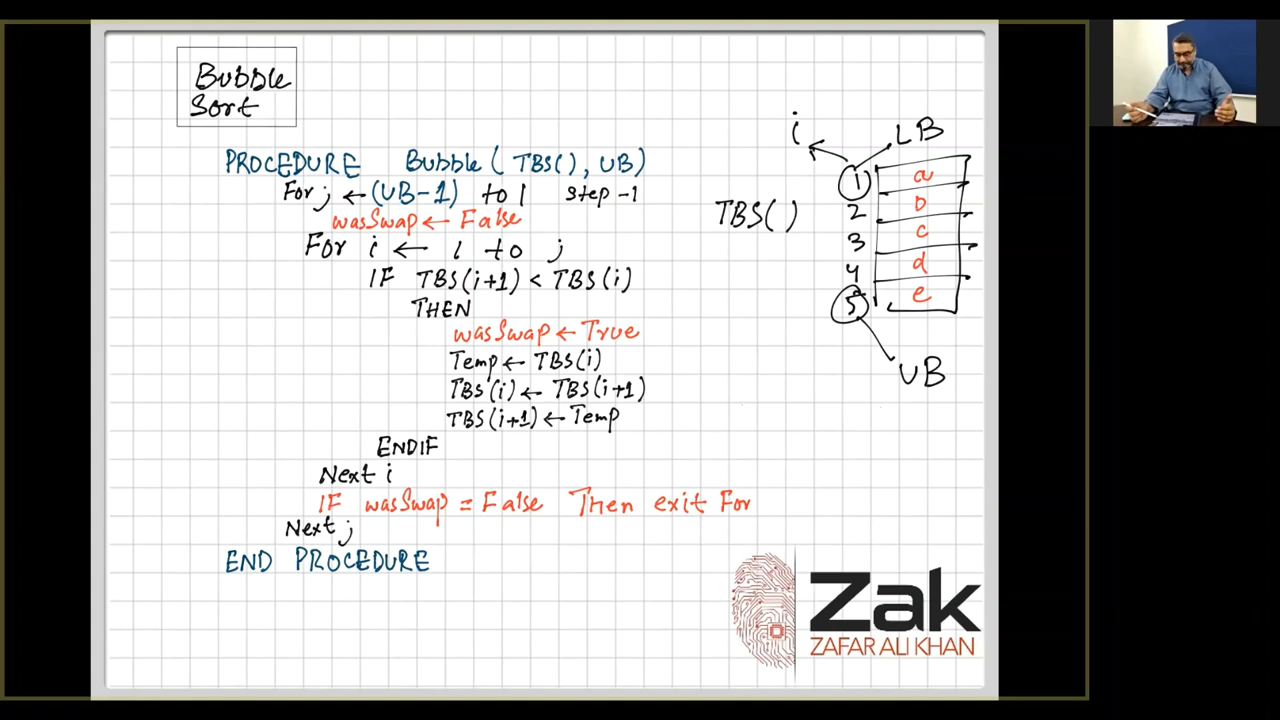 Bubble
Sort
PROCEDURE Bubble( TBS(), UB)
For j ← (UB-1) to 1 Step -1
wasSwap ← False
For i ← 1 to j
IF TBS(i+1) < TBS(i)
THEN
wasSwap ← True
Temp ← TBS(i)
TBS(i) ← TBS(i+1)
TBS(i+1) ← Temp
ENDIF
Next i
IF wasSwap = False Then exit For
Next j
END PROCEDURE
i
LB
TBS()
1 a
2 b
3 c
4 d
5 e
UB
Zak
ZAFAR ALI KHAN